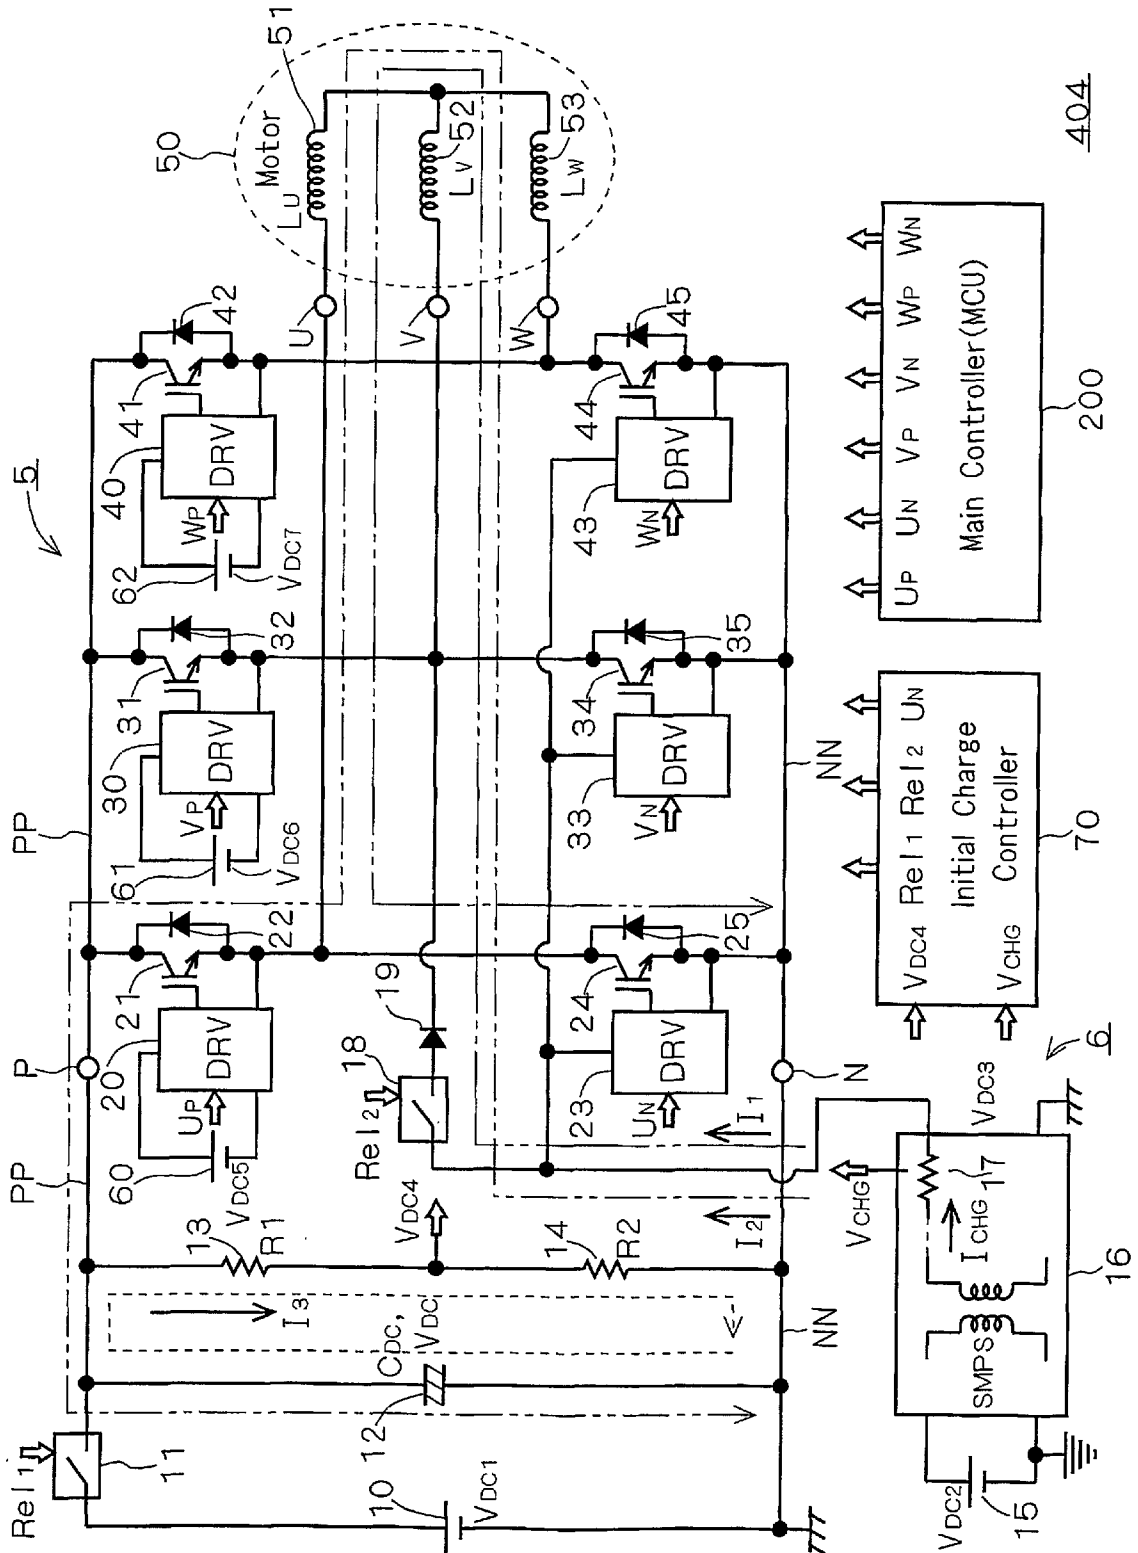 404
5
50
51
Motor
LU
LV
52
LW
53
42
41
40
DRV
WP
62
VDC7
U
V
W
45
44
43
DRV
WN
32
31
30
DRV
VP
61
VDC6
35
34
33
DRV
VN
PP
NN
22
21
20
DRV
UP
60
VDC5
P
PP
19
18
Rel2
25
24
23
DRV
UN
N
I1
I2
VDC4
13
R1
14
R2
I3
CDC,
VDC
12
NN
Rel1
11
10
VDC1
UP UN VP VN WP WN
Main Controller(MCU)
200
VDC4
VCHG
Rel1 Rel2 UN
Initial Charge
Controller
70
6
VDC3
VCHG
17
ICHG
SMPS
16
VDC2
15